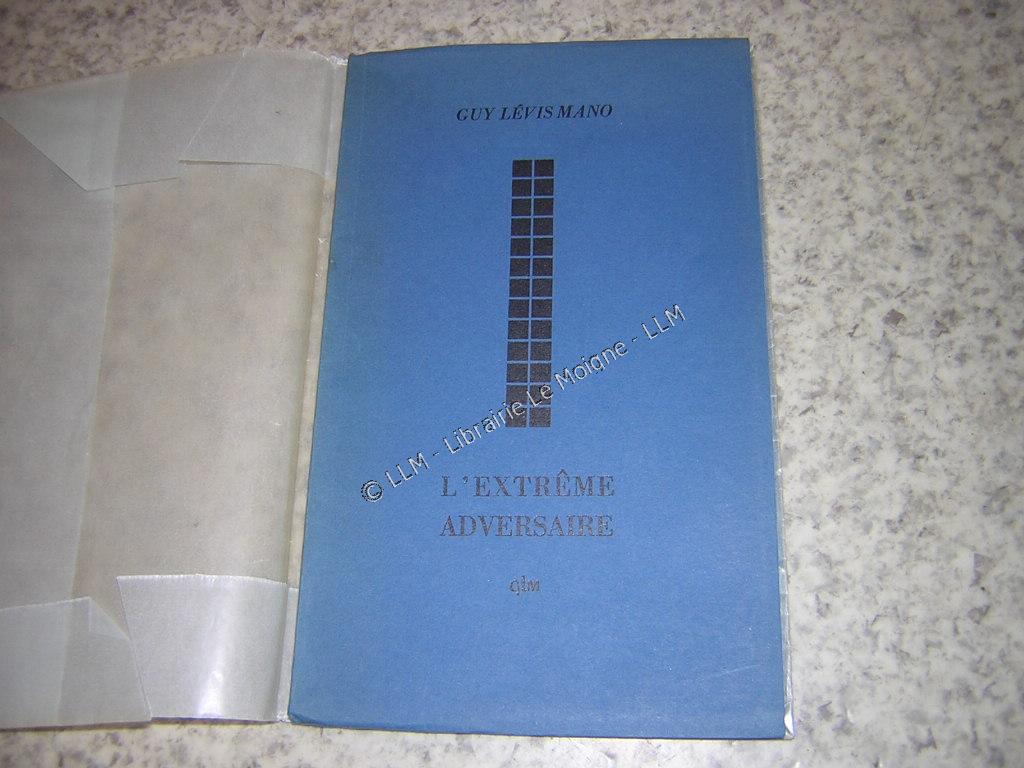 GUY LÉVIS MANO
© LLM - Librairie Le Moigne - LLM
L'EXTRÊME
ADVERSAIRE
glm